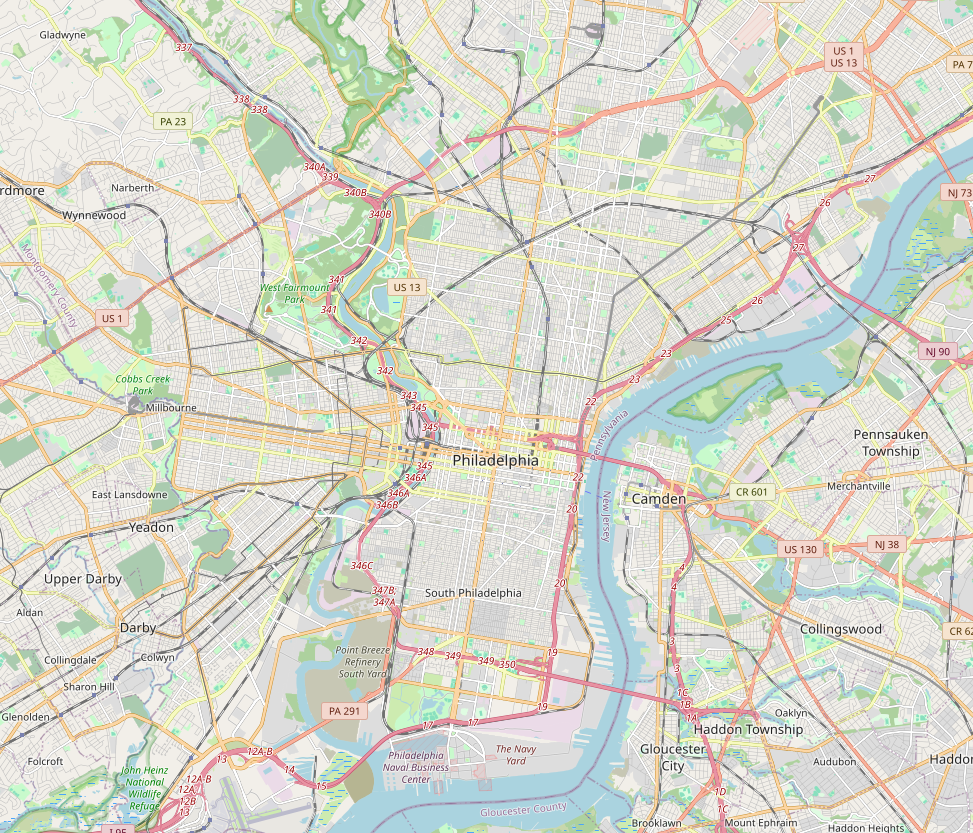 Gladwyne
337
US 1
US 13
PA 7
338
338
PA 23
340A
339
340B
340B
27
26
NJ 73
rdmore
Narberth
Wynnewood
27
Montgomery County
341
West Fairmount
Park
US 13
341
26
25
US 1
342
342
23
23
NJ 90
Cobbs Creek
Park
Millbourne
343
345
345
22
Pennsylvania
Philadelphia
345
346A
346A
346B
22
20
New Jersey
Pennsauken
Township
Merchantville
CR 601
Camden
East Lansdowne
Yeadon
US 130
NJ 38
Upper Darby
346C
347B
347A
20
4
4
South Philadelphia
Aldan
Darby
Collingswood
CR 62
Collingdale
Colwyn
Point Breeze
Refinery
South Yard
348
349
349
350
19
3
3
Sharon Hill
1C
1B
1A
Glenolden
PA 291
17
17
19
Oaklyn
Haddon Township
Folcroft
12A-B
13
14
15
12A-B
12A
12B
13
John Heinz
National
Wildlife
Refuge
Philadelphia
Naval Business
Center
The Navy
Yard
Gloucester
City
Audubon
Haddo
1D
1C
Gloucester County
I 95
Brooklawn
Mount Ephraim
Haddon Heights